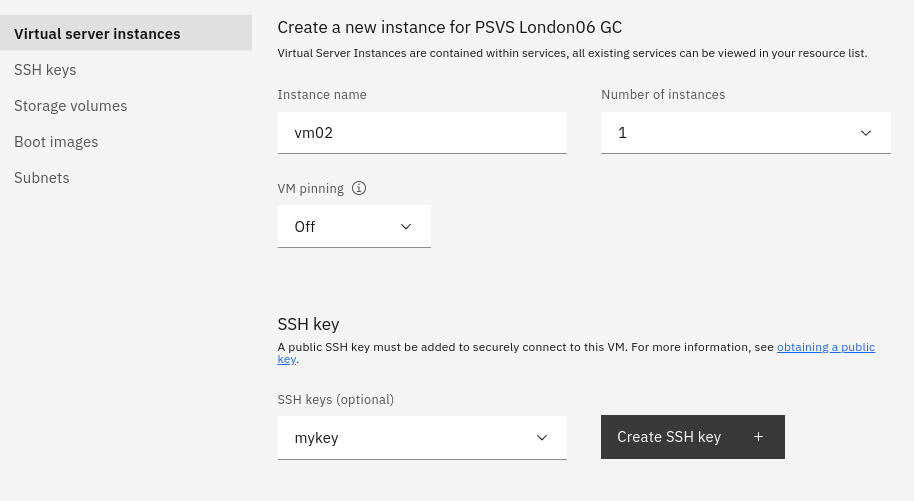 Virtual server instances
SSH keys
Storage volumes
Boot images
Subnets
Create a new instance for PSVS London06 GC
Virtual Server Instances are contained within services, all existing services can be viewed in your resource list.
Instance name
Number of instances
vm02
1
VM pinning
Off
SSH key
A public SSH key must be added to securely connect to this VM. For more information, see obtaining a public
key.
SSH keys (optional)
mykey
Create SSH key +